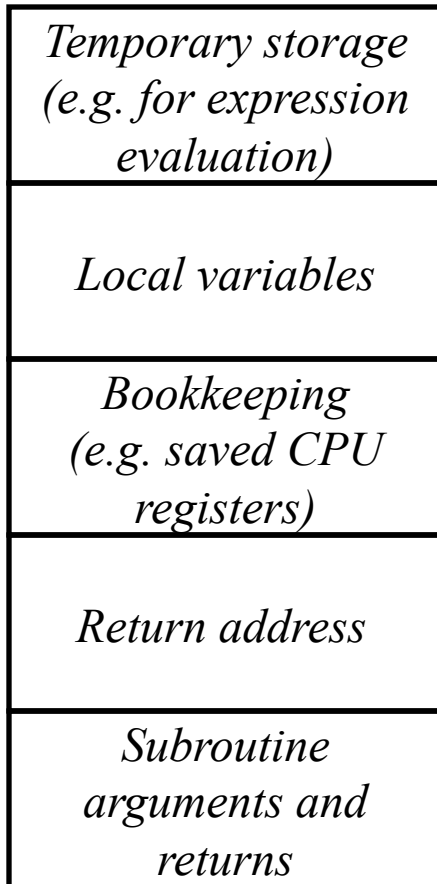 Temporary storage
(e.g. for expression
evaluation)
Local variables
Bookkeeping
(e.g. saved CPU
registers)
Return address
Subroutine
arguments and
returns